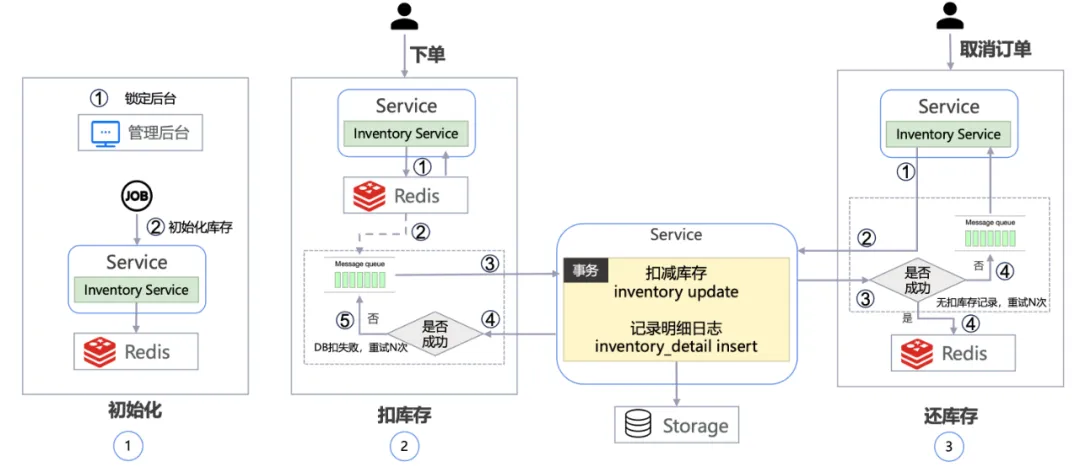 ① 锁定后台
管理后台
JOB
② 初始化库存
Service
Inventory Service
Redis
初始化
1
下单
Service
Inventory Service
①
Redis
②
Message queue
③
⑤
否
是否
成功
④
DB扣失败，重试N次
扣库存
2
Service
事务
扣减库存
inventory update
记录明细日志
inventory_detail insert
Storage
取消订单
Service
Inventory Service
①
②
Message queue
③
是否
成功
否
④
无扣库存记录，重试N次
是
④
Redis
还库存
3